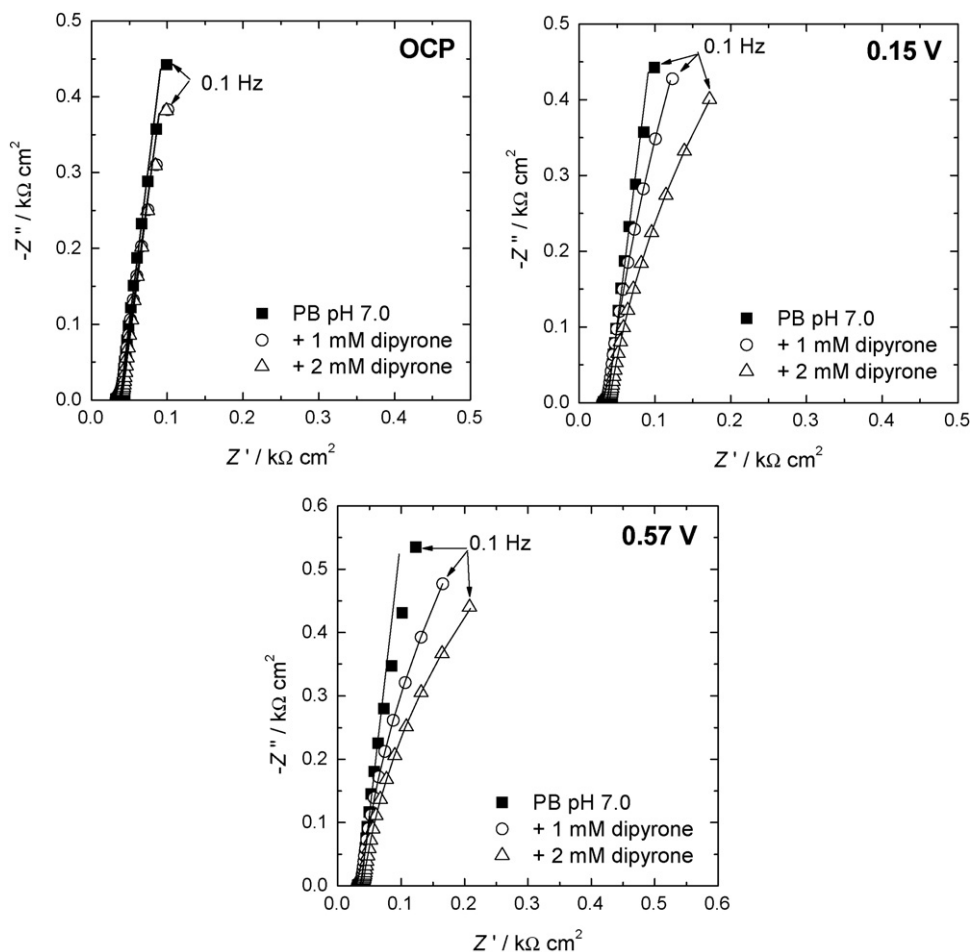 OCP
0.5
0.4
0.3
0.2
0.1
0.0
-Z" / kΩ cm²
0.1 Hz
PB pH 7.0
+ 1 mM dipyrone
+ 2 mM dipyrone
0.0 0.1 0.2 0.3 0.4 0.5
Z' / kΩ cm²
0.15 V
0.5
0.4
0.3
0.2
0.1
0.0
-Z" / kΩ cm²
0.1 Hz
PB pH 7.0
+ 1 mM dipyrone
+ 2 mM dipyrone
0.0 0.1 0.2 0.3 0.4 0.5
Z' / kΩ cm²
0.57 V
0.6
0.5
0.4
0.3
0.2
0.1
0.0
-Z" / kΩ cm²
0.1 Hz
PB pH 7.0
+ 1 mM dipyrone
+ 2 mM dipyrone
0.0 0.1 0.2 0.3 0.4 0.5 0.6
Z' / kΩ cm²